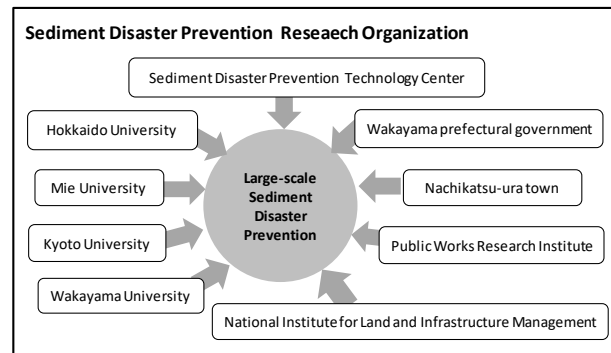 Sediment Disaster Prevention Reseaech Organization
Sediment Disaster Prevention Technology Center
Hokkaido University
Wakayama prefectural government
Mie University
Large-scale
Sediment
Disaster
Prevention
Nachikatsu-ura town
Kyoto University
Public Works Research Institute
Wakayama University
National Institute for Land and Infrastructure Management